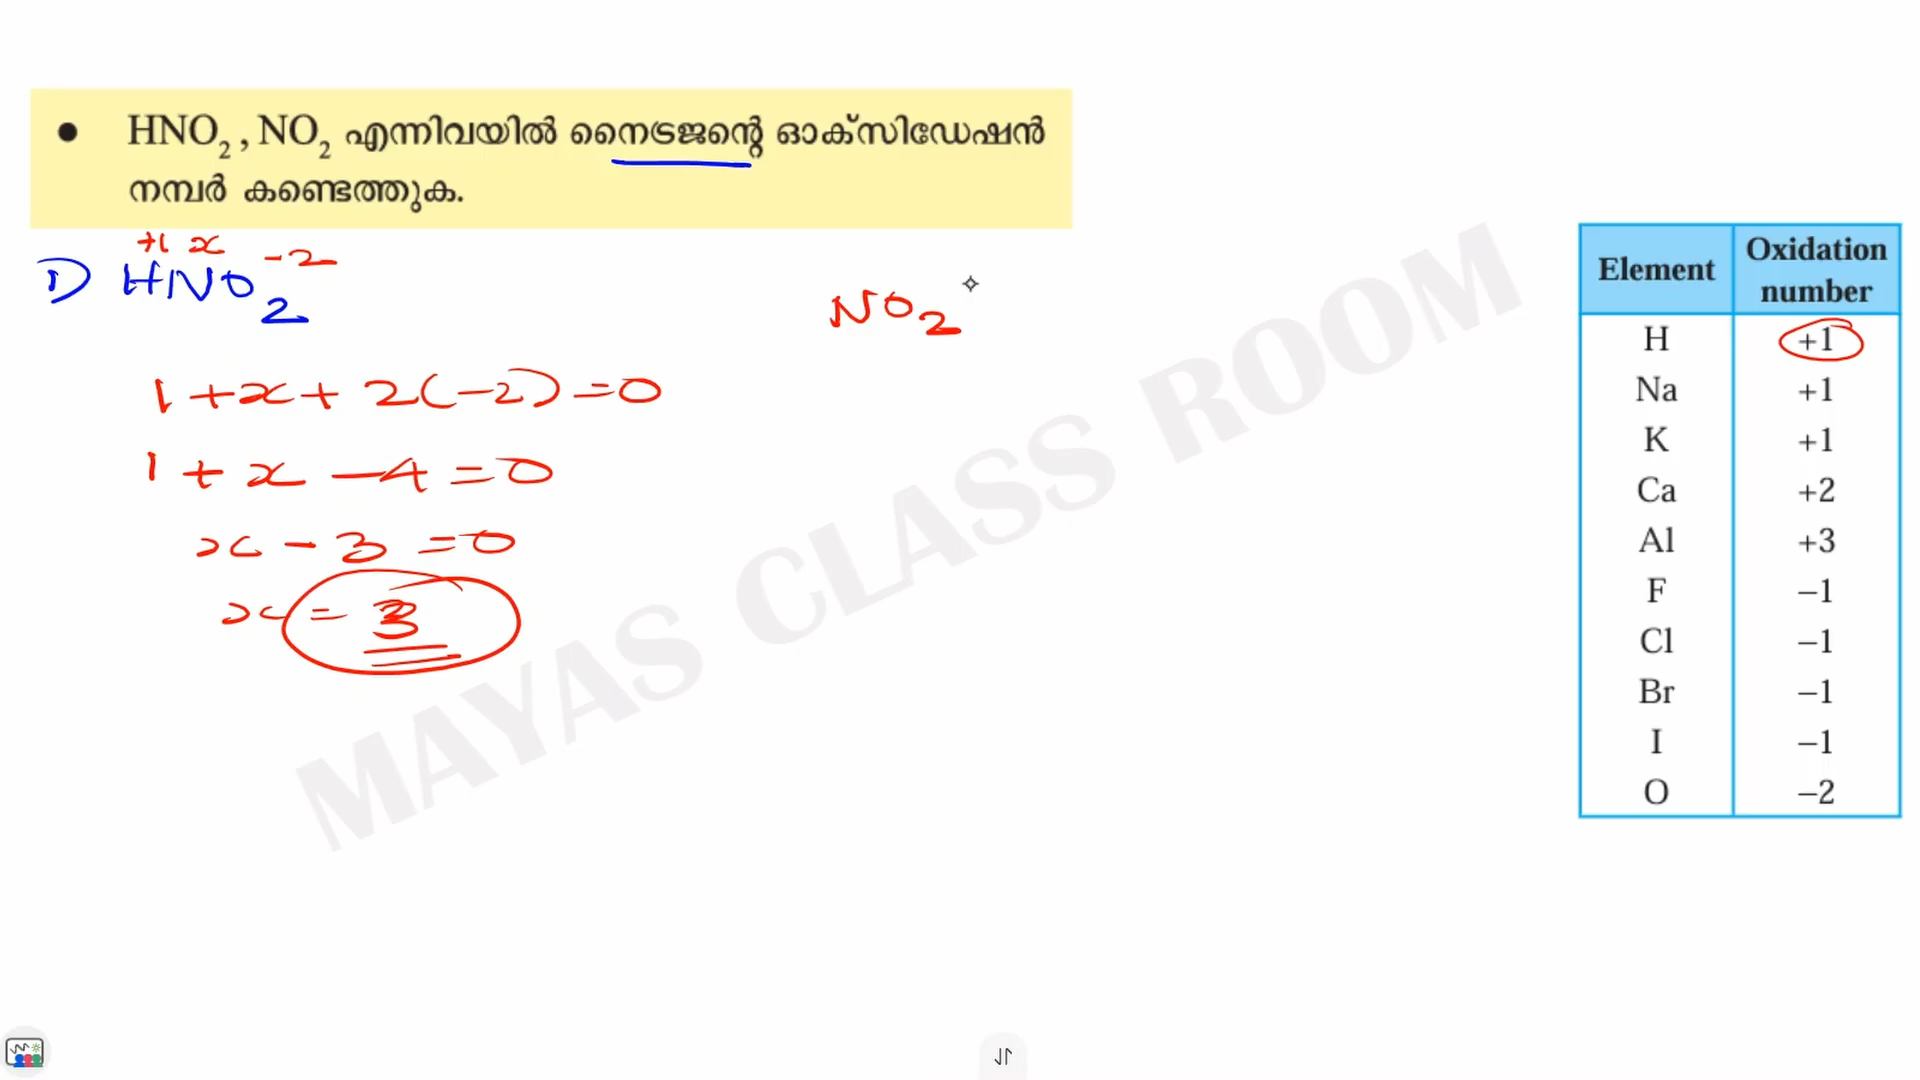 ● HNO₂, NO₂ എന്നിവയിൽ നൈട്രജന്റെ ഓക്സിഡേഷൻ
നമ്പർ കണ്ടെത്തുക.
+1 x -2
1) HNO₂
1 + x + 2(-2) = 0
1 + x - 4 = 0
x - 3 = 0
x = 3
NO₂
Element Oxidation number
H +1
Na +1
K +1
Ca +2
Al +3
F –1
Cl –1
Br –1
I –1
O –2
MAYAS CLASS ROOM